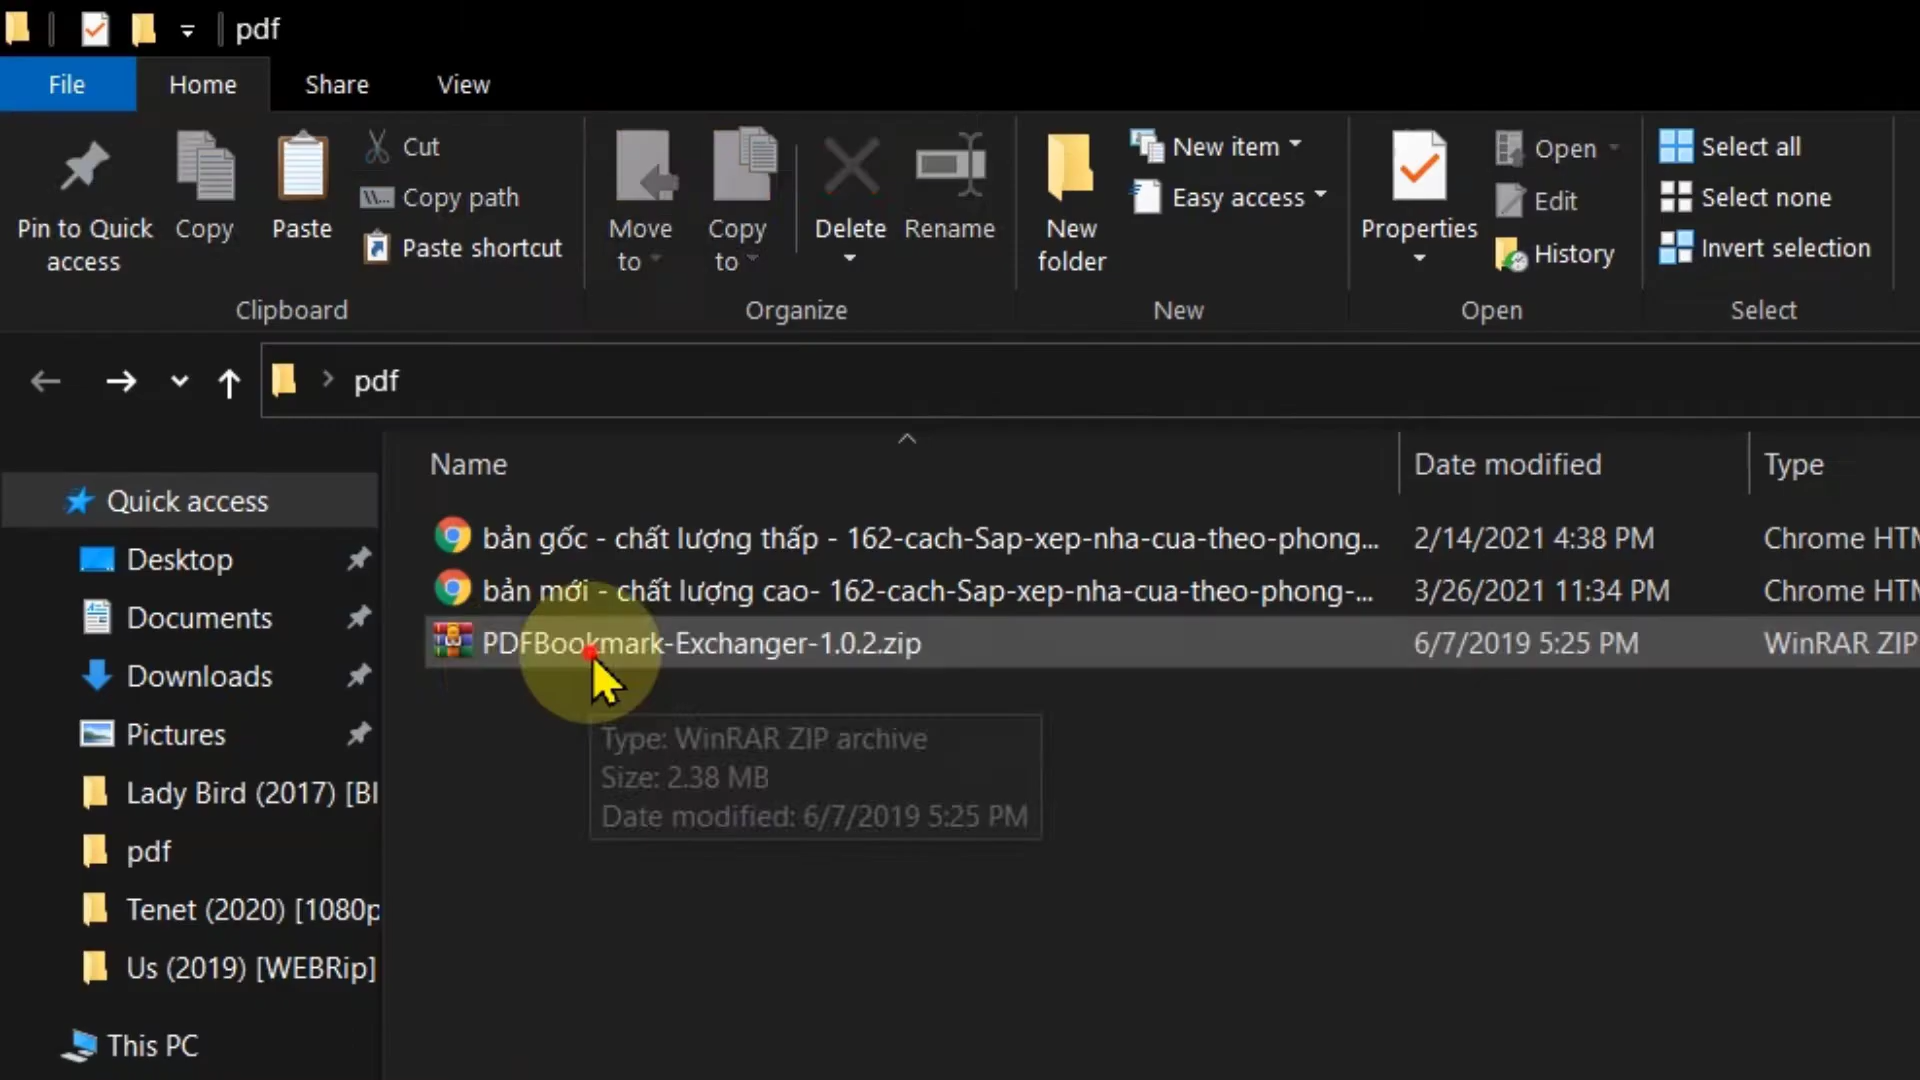 pdf
File Home Share View
Pin to Quick access
Copy
Paste
Cut
Copy path
Paste shortcut
Clipboard
Move to
Copy to
Delete
Rename
Organize
New folder
New item
Easy access
New
Properties
Open
Edit
History
Open
Select all
Select none
Invert selection
Select
pdf
Name Date modified Type
bản gốc - chất lượng thấp - 162-cach-Sap-xep-nha-cua-theo-phong... 2/14/2021 4:38 PM Chrome HTM
bản mới - chất lượng cao- 162-cach-Sap-xep-nha-cua-theo-phong-... 3/26/2021 11:34 PM Chrome HTM
PDFBookmark-Exchanger-1.0.2.zip 6/7/2019 5:25 PM WinRAR ZIP
Type: WinRAR ZIP archive
Size: 2.38 MB
Date modified: 6/7/2019 5:25 PM
Quick access
Desktop
Documents
Downloads
Pictures
Lady Bird (2017) [Bl
pdf
Tenet (2020) [1080p
Us (2019) [WEBRip]
This PC